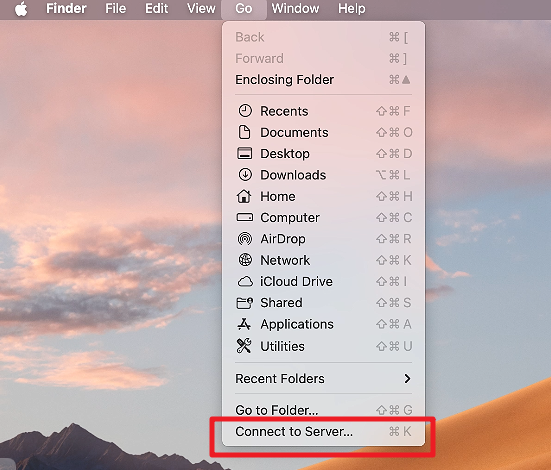 Finder File Edit View Go Window Help
Back ⌘ [
Forward ⌘ ]
Enclosing Folder ⌘▲
Recents ⇧⌘ F
Documents ⇧⌘ O
Desktop ⇧⌘ D
Downloads ⌥⌘ L
Home ⇧⌘ H
Computer ⇧⌘ C
AirDrop ⇧⌘ R
Network ⇧⌘ K
iCloud Drive ⇧⌘ I
Shared ⇧⌘ S
Applications ⇧⌘ A
Utilities ⇧⌘ U
Recent Folders
Go to Folder... ⇧⌘ G
Connect to Server... ⌘ K